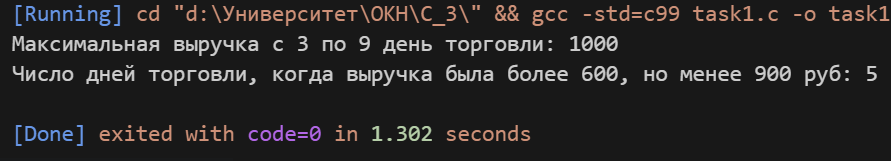 [Running] cd "d:\Университет\ОКН\С_3\" && gcc -std=c99 task1.c -o task1
Максимальная выручка с 3 по 9 день торговли: 1000
Число дней торговли, когда выручка была более 600, но менее 900 руб: 5
[Done] exited with code=0 in 1.302 seconds